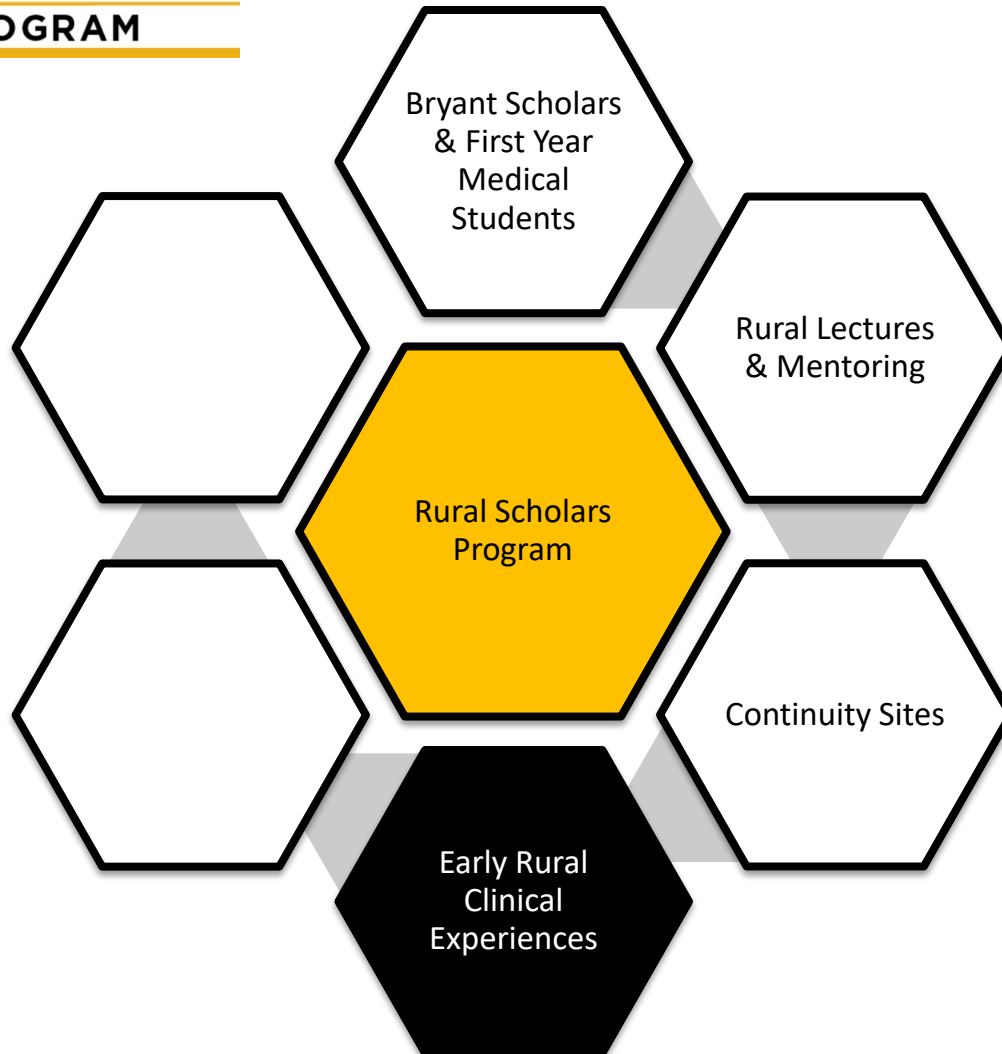 OGRAM
Bryant Scholars
& First Year
Medical
Students
Rural Lectures
& Mentoring
Rural Scholars
Program
Continuity Sites
Early Rural
Clinical
Experiences